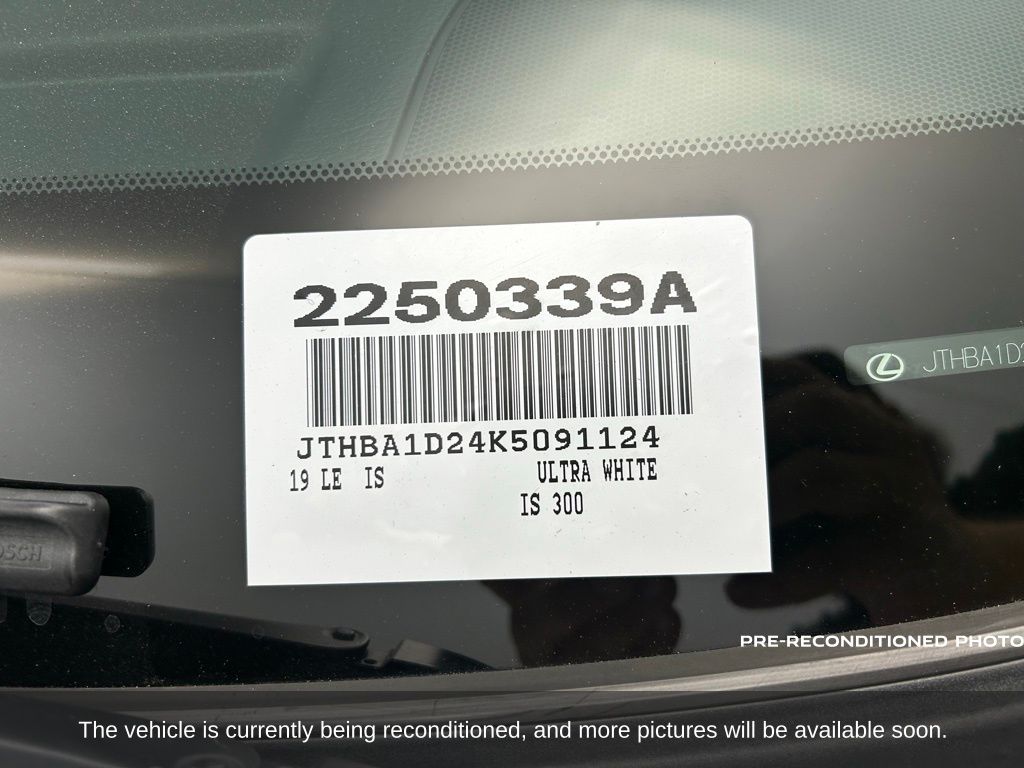 2250339A
JTHBA1D24K5091124
19 LE IS ULTRA WHITE
IS 300
JTHBA1D2
PRE-RECONDITIONED PHOTO
The vehicle is currently being reconditioned, and more pictures will be available soon.